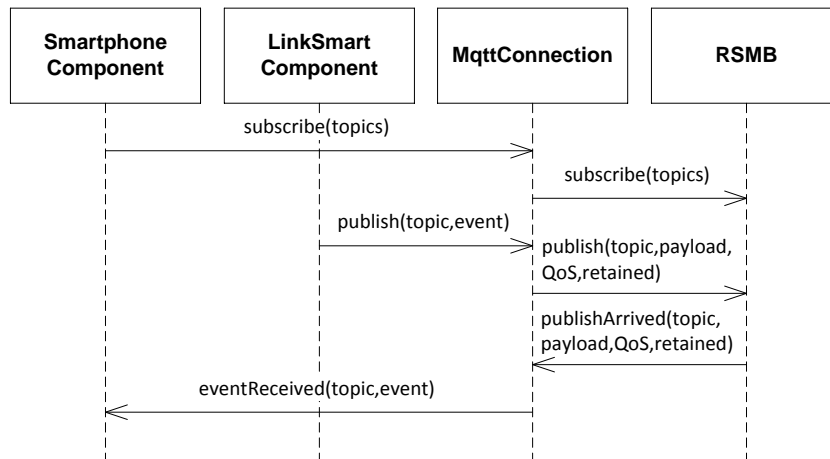 Smartphone
Component
LinkSmart
Component
MqttConnection
RSMB
subscribe(topics)
subscribe(topics)
publish(topic,event)
publish(topic,payload,
QoS,retained)
publishArrived(topic,
payload,QoS,retained)
eventReceived(topic,event)